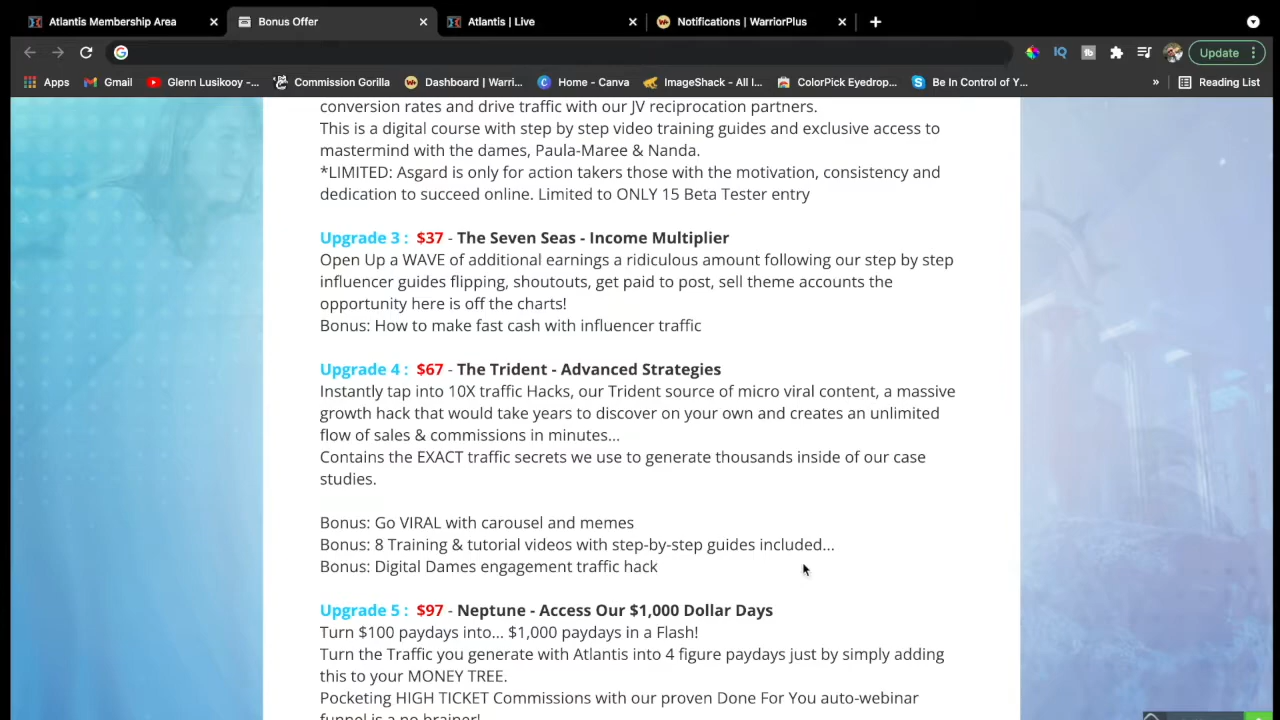 Atlantis Membership Area
Bonus Offer
Atlantis | Live
Notifications | WarriorPlus
Update
Apps
Gmail
Glenn Lusikooy -...
Commission Gorilla
Dashboard | Warri...
Home - Canva
ImageShack - All I...
ColorPick Eyedrop...
Be In Control of Y...
»
Reading List
conversion rates and drive traffic with our JV reciprocation partners.
This is a digital course with step by step video training guides and exclusive access to
mastermind with the dames, Paula-Maree & Nanda.
*LIMITED: Asgard is only for action takers those with the motivation, consistency and
dedication to succeed online. Limited to ONLY 15 Beta Tester entry
Upgrade 3 : $37 - The Seven Seas - Income Multiplier
Open Up a WAVE of additional earnings a ridiculous amount following our step by step
influencer guides flipping, shoutouts, get paid to post, sell theme accounts the
opportunity here is off the charts!
Bonus: How to make fast cash with influencer traffic
Upgrade 4 : $67 - The Trident - Advanced Strategies
Instantly tap into 10X traffic Hacks, our Trident source of micro viral content, a massive
growth hack that would take years to discover on your own and creates an unlimited
flow of sales & commissions in minutes...
Contains the EXACT traffic secrets we use to generate thousands inside of our case
studies.
Bonus: Go VIRAL with carousel and memes
Bonus: 8 Training & tutorial videos with step-by-step guides included...
Bonus: Digital Dames engagement traffic hack
Upgrade 5 : $97 - Neptune - Access Our $1,000 Dollar Days
Turn $100 paydays into... $1,000 paydays in a Flash!
Turn the Traffic you generate with Atlantis into 4 figure paydays just by simply adding
this to your MONEY TREE.
Pocketing HIGH TICKET Commissions with our proven Done For You auto-webinar
funnel is a no brainer!